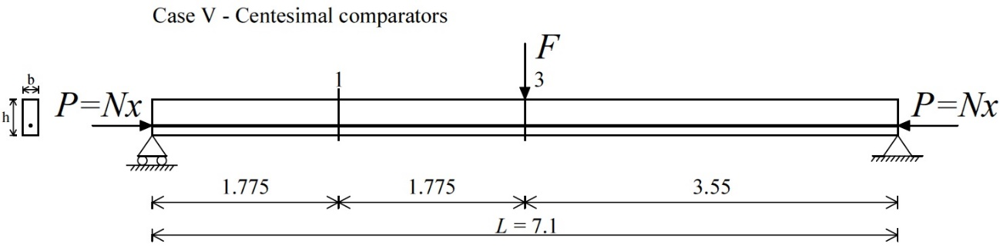 Case V - Centesimal comparators
F
b
1
3
h
P=Nx
P=Nx
1.775
1.775
3.55
L = 7.1